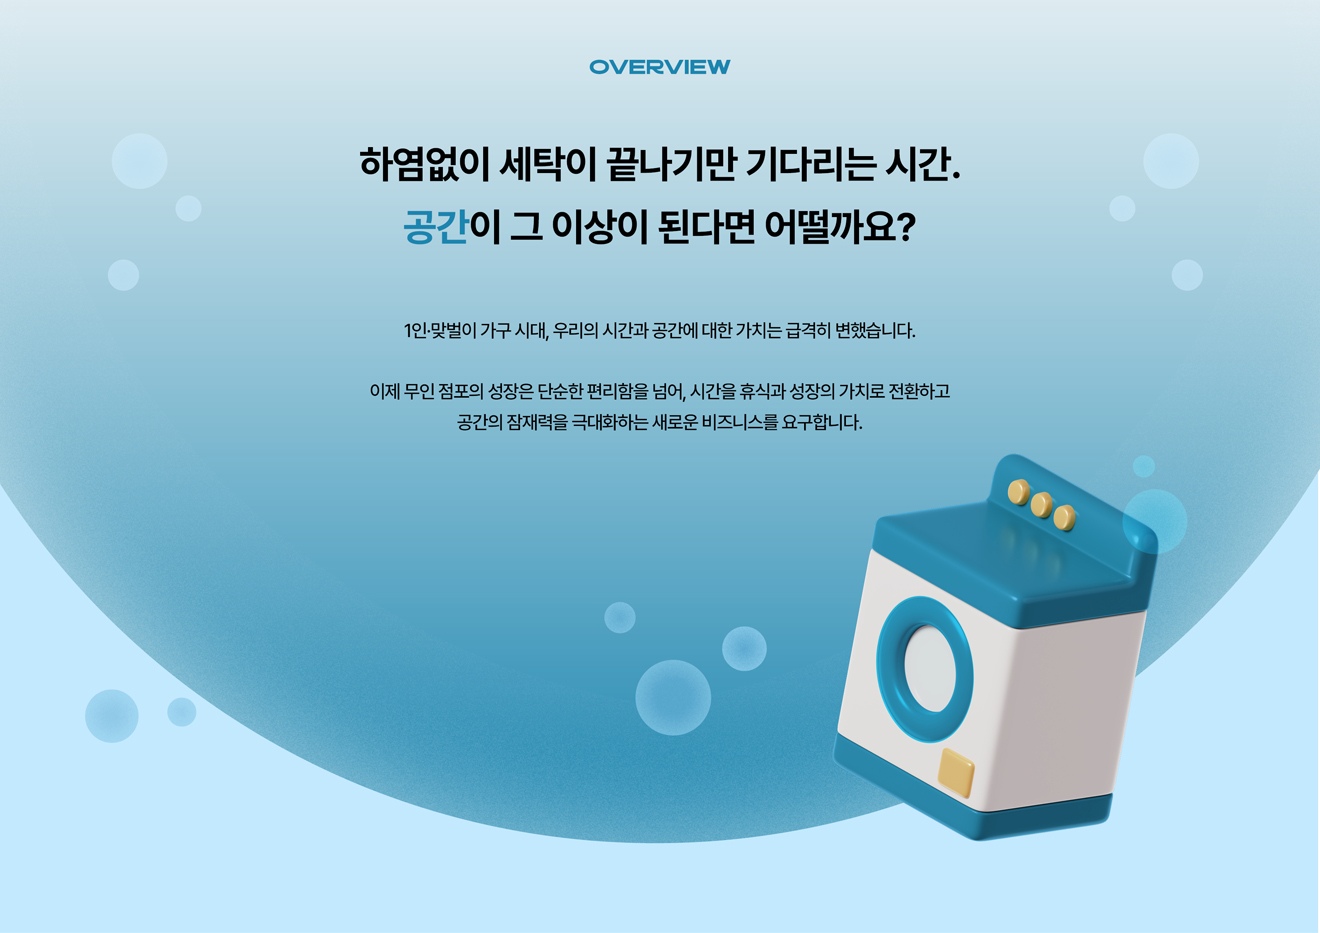 OVERVIEW
하염없이 세탁이 끝나기만 기다리는 시간.
공간이 그 이상이 된다면 어떨까요?
1인·맞벌이 가구 시대, 우리의 시간과 공간에 대한 가치는 급격히 변했습니다.
이제 무인 점포의 성장은 단순한 편리함을 넘어, 시간을 휴식과 성장의 가치로 전환하고
공간의 잠재력을 극대화하는 새로운 비즈니스를 요구합니다.